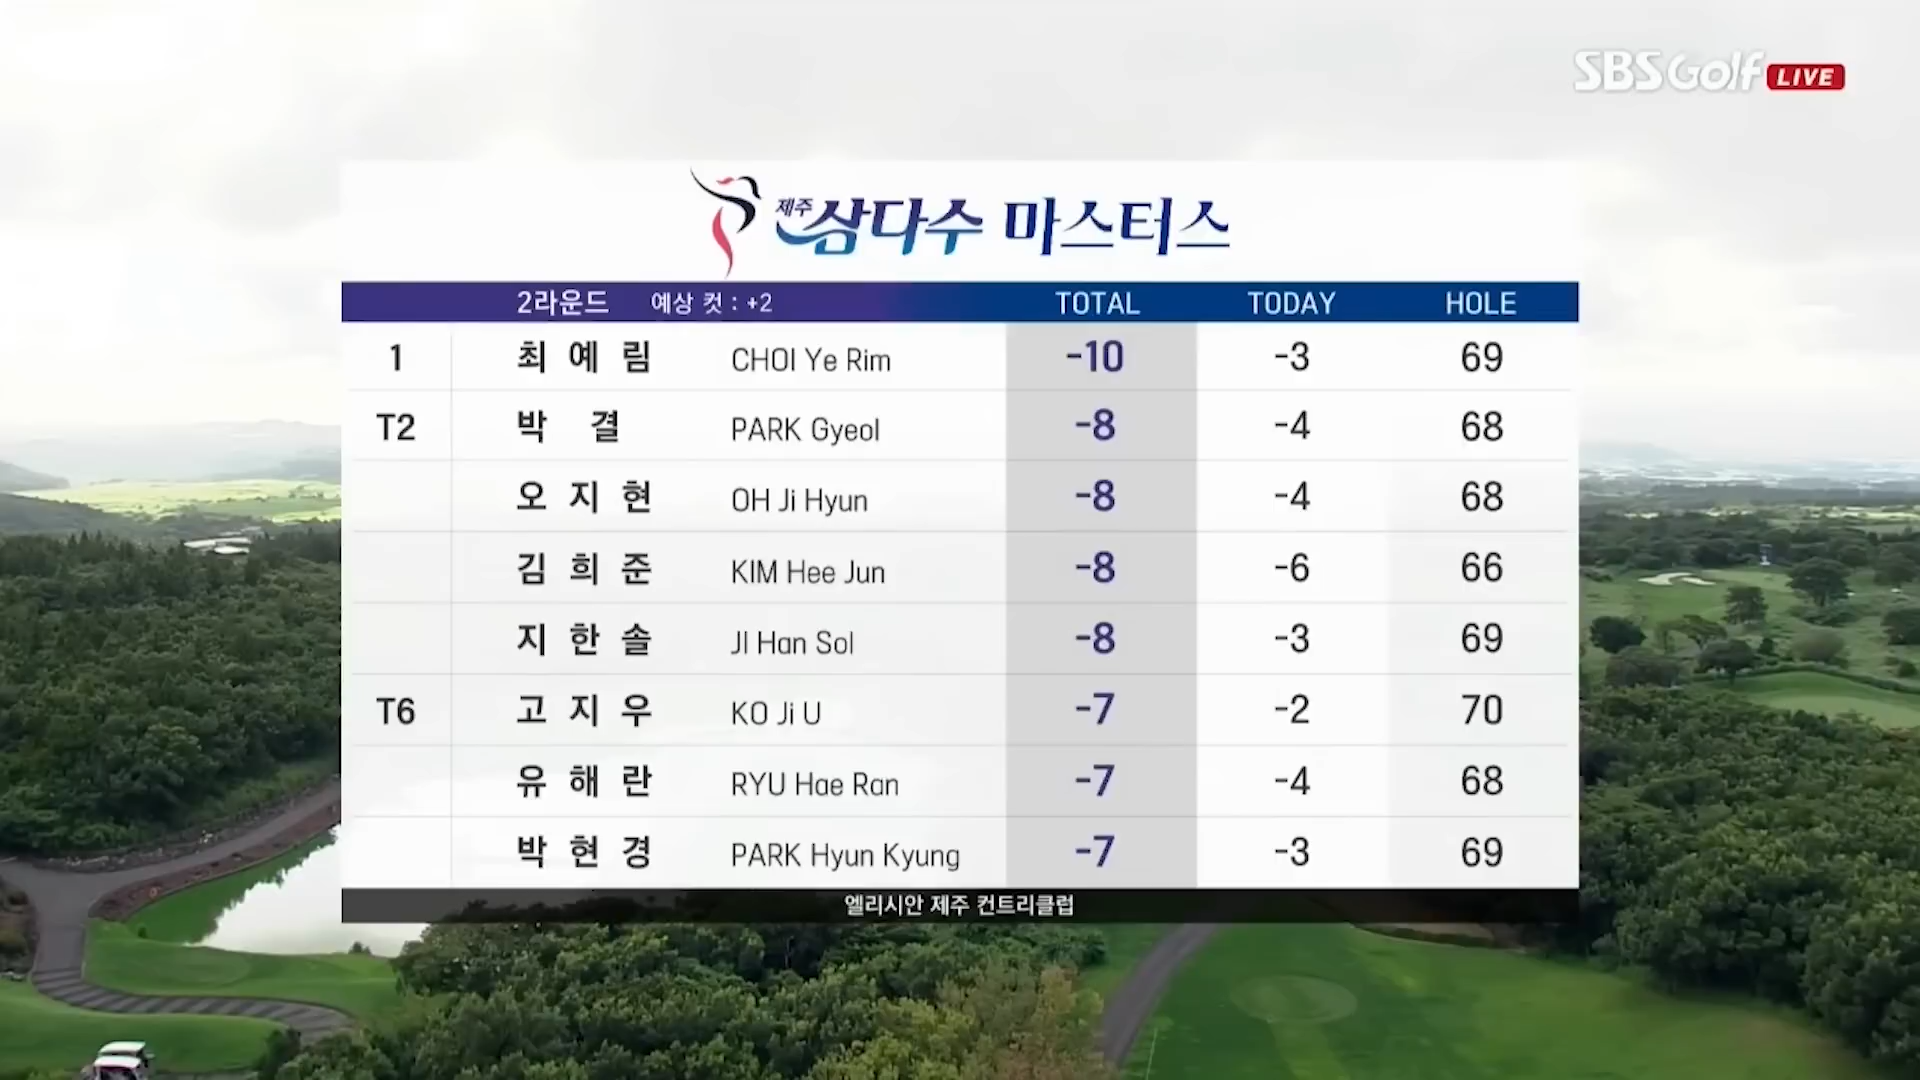 SBS Golf LIVE
제주 삼다수 마스터스
2라운드 예상 컷 : +2 TOTAL TODAY HOLE
1 최예림 CHOI Ye Rim -10 -3 69
T2 박결 PARK Gyeol -8 -4 68
오지현 OH Ji Hyun -8 -4 68
김희준 KIM Hee Jun -8 -6 66
지한솔 JI Han Sol -8 -3 69
T6 고지우 KO Ji U -7 -2 70
유해란 RYU Hae Ran -7 -4 68
박현경 PARK Hyun Kyung -7 -3 69
엘리시안 제주 컨트리클럽